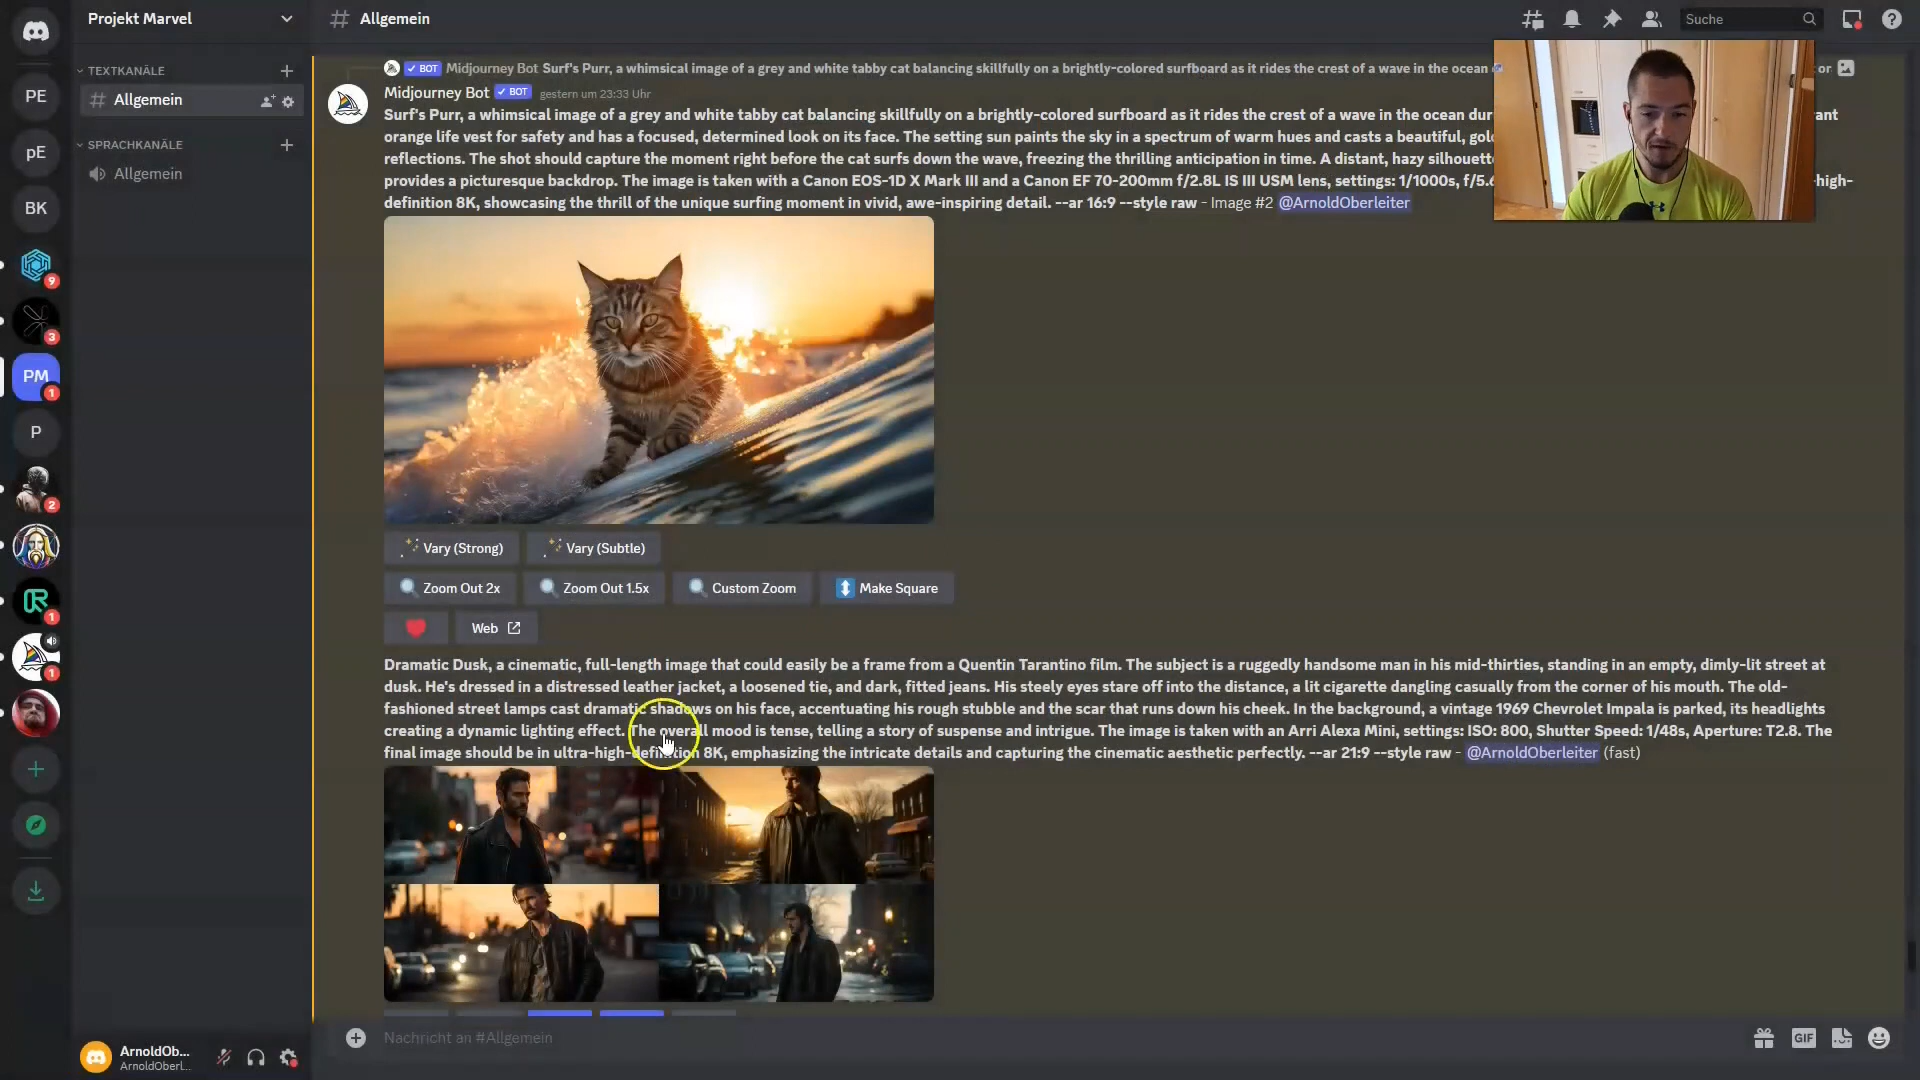 Projekt Marvel
Allgemein
Suche
TEXTKANÄLE
Allgemein
SPRACHKANÄLE
Allgemein
PE
pE
BK
9
3
PM
1
P
2
1
1
BOT Midjourney Bot Surf's Purr, a whimsical image of a grey and white tabby cat balancing skillfully on a brightly-colored surfboard as it rides the crest of a wave in the ocean or
Midjourney Bot BOT gestern um 23:33 Uhr
Surf's Purr, a whimsical image of a grey and white tabby cat balancing skillfully on a brightly-colored surfboard as it rides the crest of a wave in the ocean dur rant
orange life vest for safety and has a focused, determined look on its face. The setting sun paints the sky in a spectrum of warm hues and casts a beautiful, gol
reflections. The shot should capture the moment right before the cat surfs down the wave, freezing the thrilling anticipation in time. A distant, hazy silhouett
provides a picturesque backdrop. The image is taken with a Canon EOS-1D X Mark III and a Canon EF 70-200mm f/2.8L IS III USM lens, settings: 1/1000s, f/5.6 -high-
definition 8K, showcasing the thrill of the unique surfing moment in vivid, awe-inspiring detail. --ar 16:9 --style raw - Image #2 @ArnoldOberleiter
Vary (Strong) Vary (Subtle)
Zoom Out 2x Zoom Out 1.5x Custom Zoom Make Square
Web
Dramatic Dusk, a cinematic, full-length image that could easily be a frame from a Quentin Tarantino film. The subject is a ruggedly handsome man in his mid-thirties, standing in an empty, dimly-lit street at
dusk. He's dressed in a distressed leather jacket, a loosened tie, and dark, fitted jeans. His steely eyes stare off into the distance, a lit cigarette dangling casually from the corner of his mouth. The old-
fashioned street lamps cast dramatic shadows on his face, accentuating his rough stubble and the scar that runs down his cheek. In the background, a vintage 1969 Chevrolet Impala is parked, its headlights
creating a dynamic lighting effect. The overall mood is tense, telling a story of suspense and intrigue. The image is taken with an Arri Alexa Mini, settings: ISO: 800, Shutter Speed: 1/48s, Aperture: T2.8. The
final image should be in ultra-high-definition 8K, emphasizing the intricate details and capturing the cinematic aesthetic perfectly. --ar 21:9 --style raw - @ArnoldOberleiter (fast)
Nachricht an #Allgemein
GIF
ArnoldOb...
ArnoldOberl...